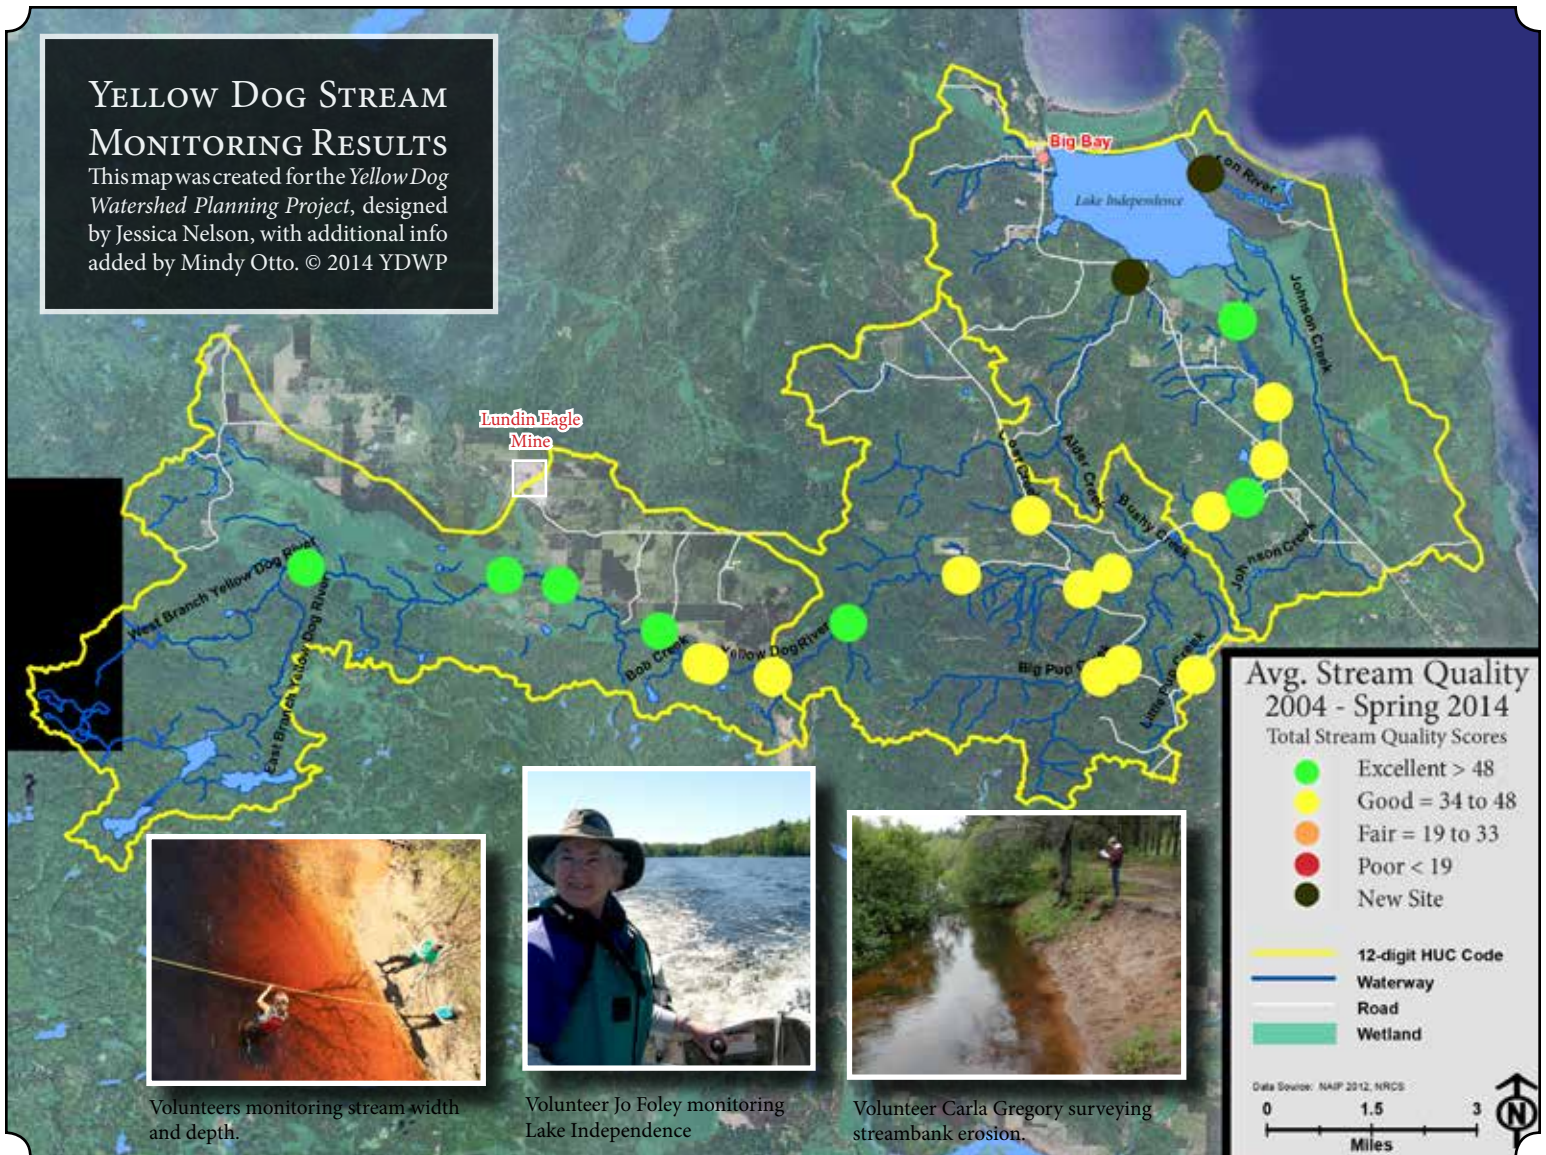 YELLOW DOG STREAM
MONITORING RESULTS
This map was created for the Yellow Dog
Watershed Planning Project, designed
by Jessica Nelson, with additional info
added by Mindy Otto. © 2014 YDWP
Big Bay
Lake Independence
ron River
Johnson Creek
Lundin Eagle
Mine
Alder Creek
Bushy Creek
Johnson Creek
West Branch Yellow Dog River
East Branch Yellow Dog River
Bob Creek
Yellow Dog River
Big Pup
Little Pup Creek
Avg. Stream Quality
2004 - Spring 2014
Total Stream Quality Scores
Excellent > 48
Good = 34 to 48
Fair = 19 to 33
Poor < 19
New Site
12-digit HUC Code
Waterway
Road
Wetland
Data Source: NAIP 2012, NRCS
0 1.5 3
Miles
N
Volunteers monitoring stream width
and depth.
Volunteer Jo Foley monitoring
Lake Independence
Volunteer Carla Gregory surveying
streambank erosion.